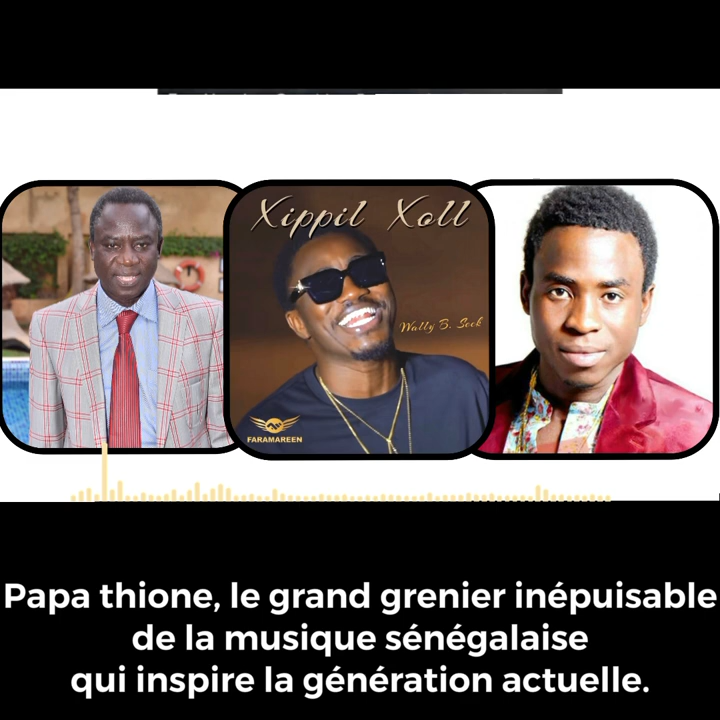 Xippil Xoll
Wally B. Seck
FARAMAREEN
Papa thione, le grand grenier inépuisable
de la musique sénégalaise
qui inspire la génération actuelle.